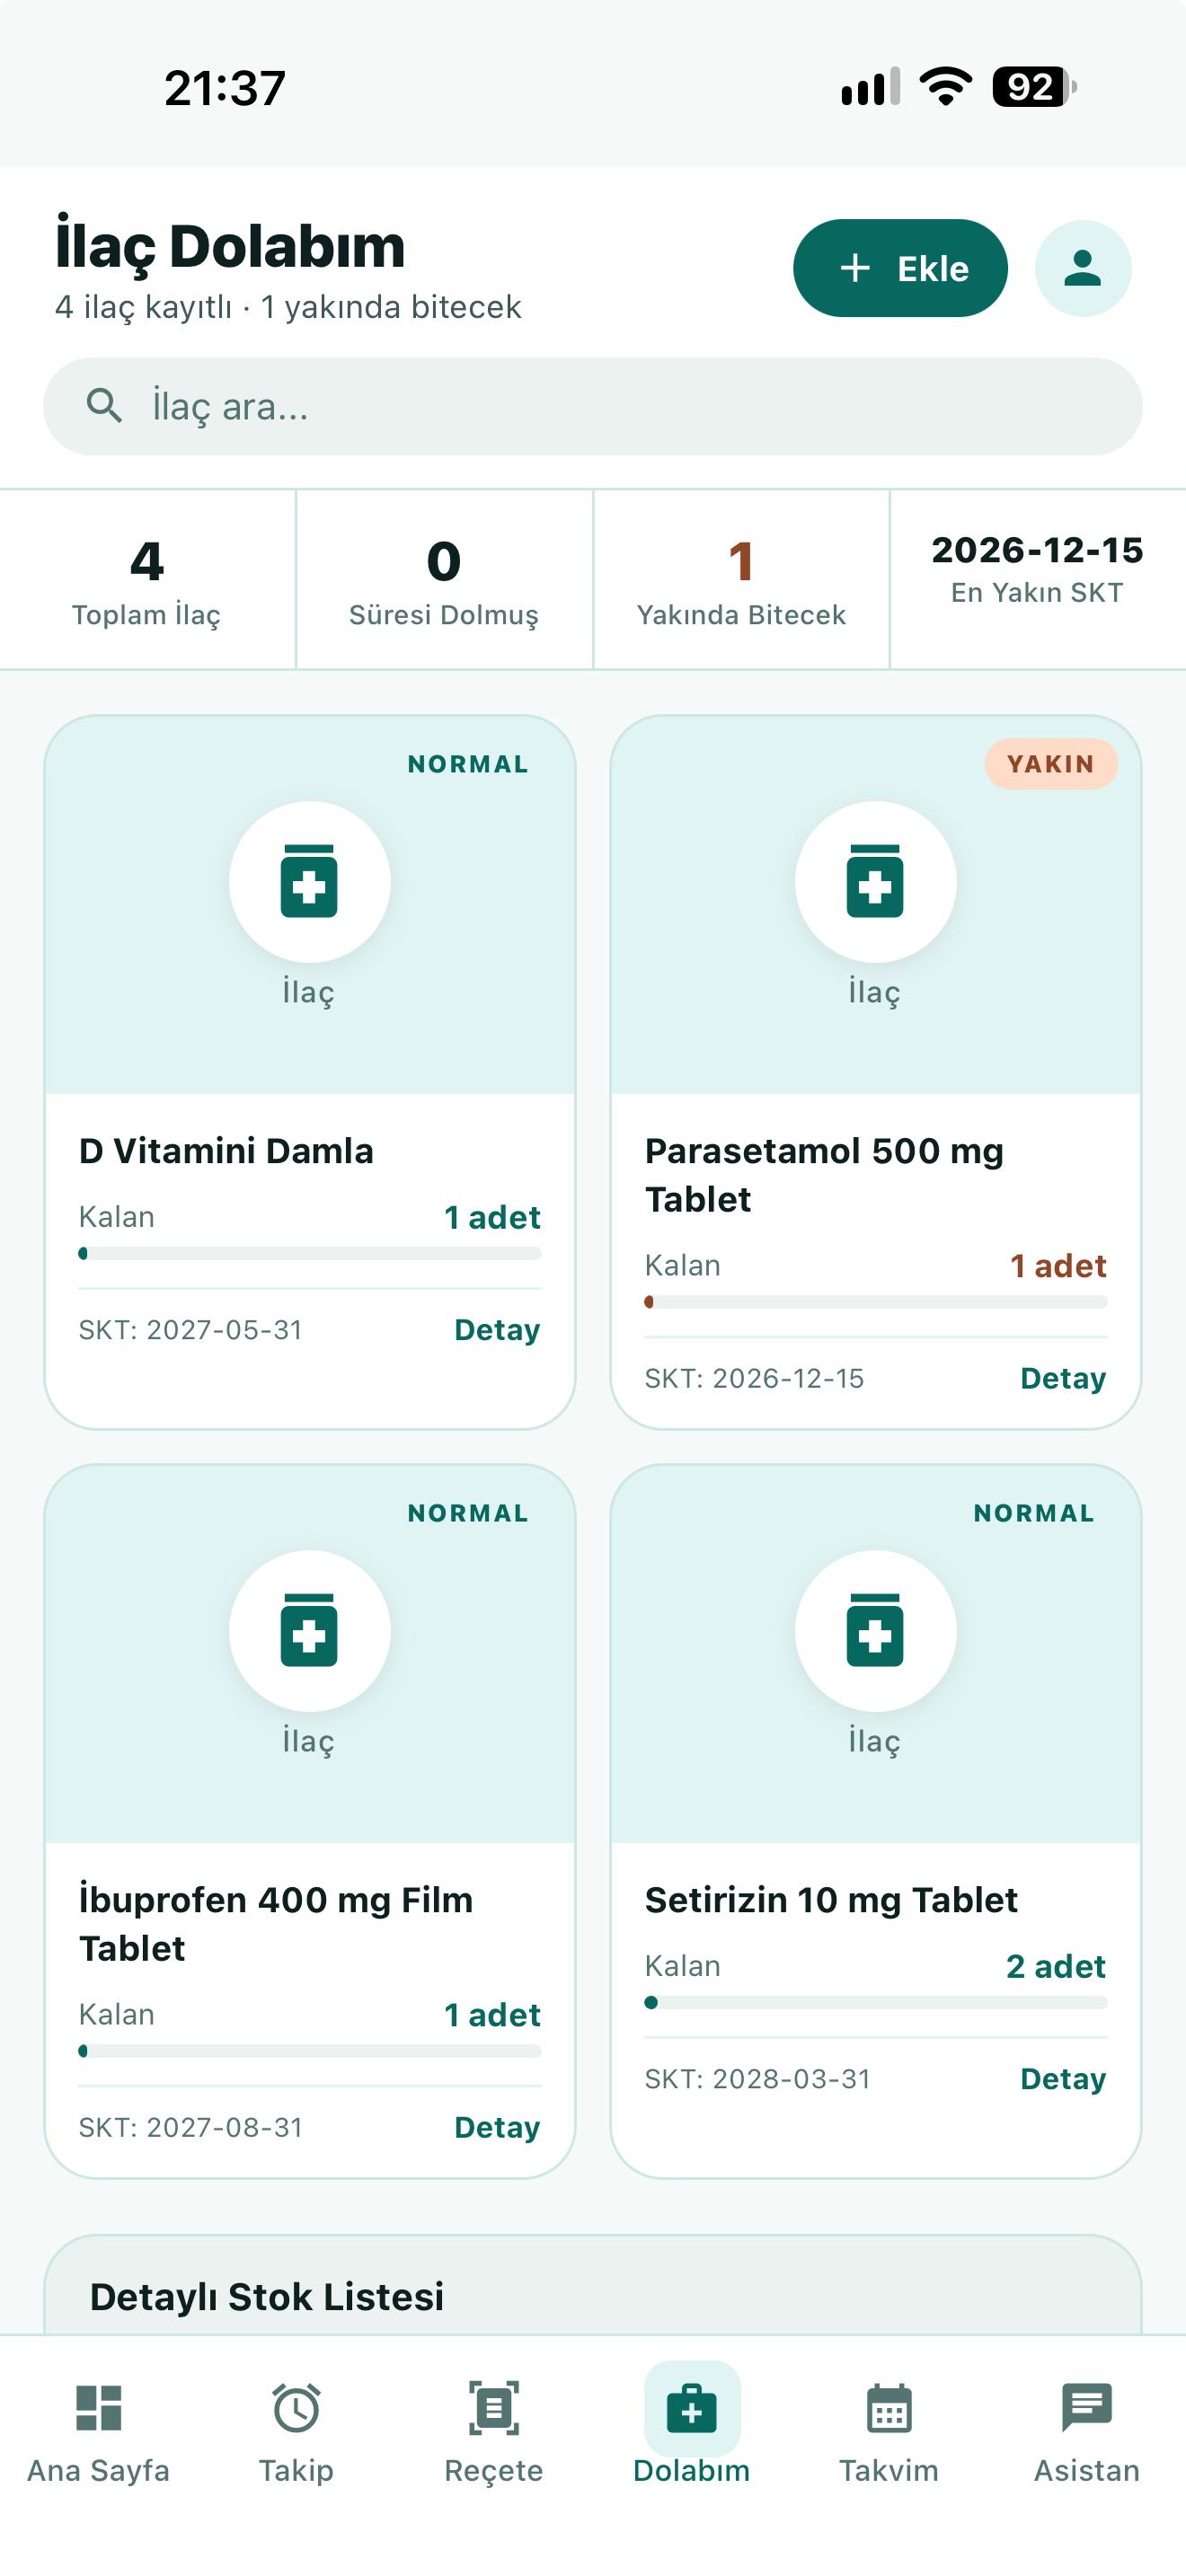 21:37
92
İlaç Dolabım
4 ilaç kayıtlı · 1 yakında bitecek
+ Ekle
İlaç ara...
4
Toplam İlaç
0
Süresi Dolmuş
1
Yakında Bitecek
2026-12-15
En Yakın SKT
NORMAL
İlaç
D Vitamini Damla
Kalan 1 adet
SKT: 2027-05-31 Detay
YAKIN
İlaç
Parasetamol 500 mg
Tablet
Kalan 1 adet
SKT: 2026-12-15 Detay
NORMAL
İlaç
İbuprofen 400 mg Film
Tablet
Kalan 1 adet
SKT: 2027-08-31 Detay
NORMAL
İlaç
Setirizin 10 mg Tablet
Kalan 2 adet
SKT: 2028-03-31 Detay
Detaylı Stok Listesi
Ana Sayfa
Takip
Reçete
Dolabım
Takvim
Asistan